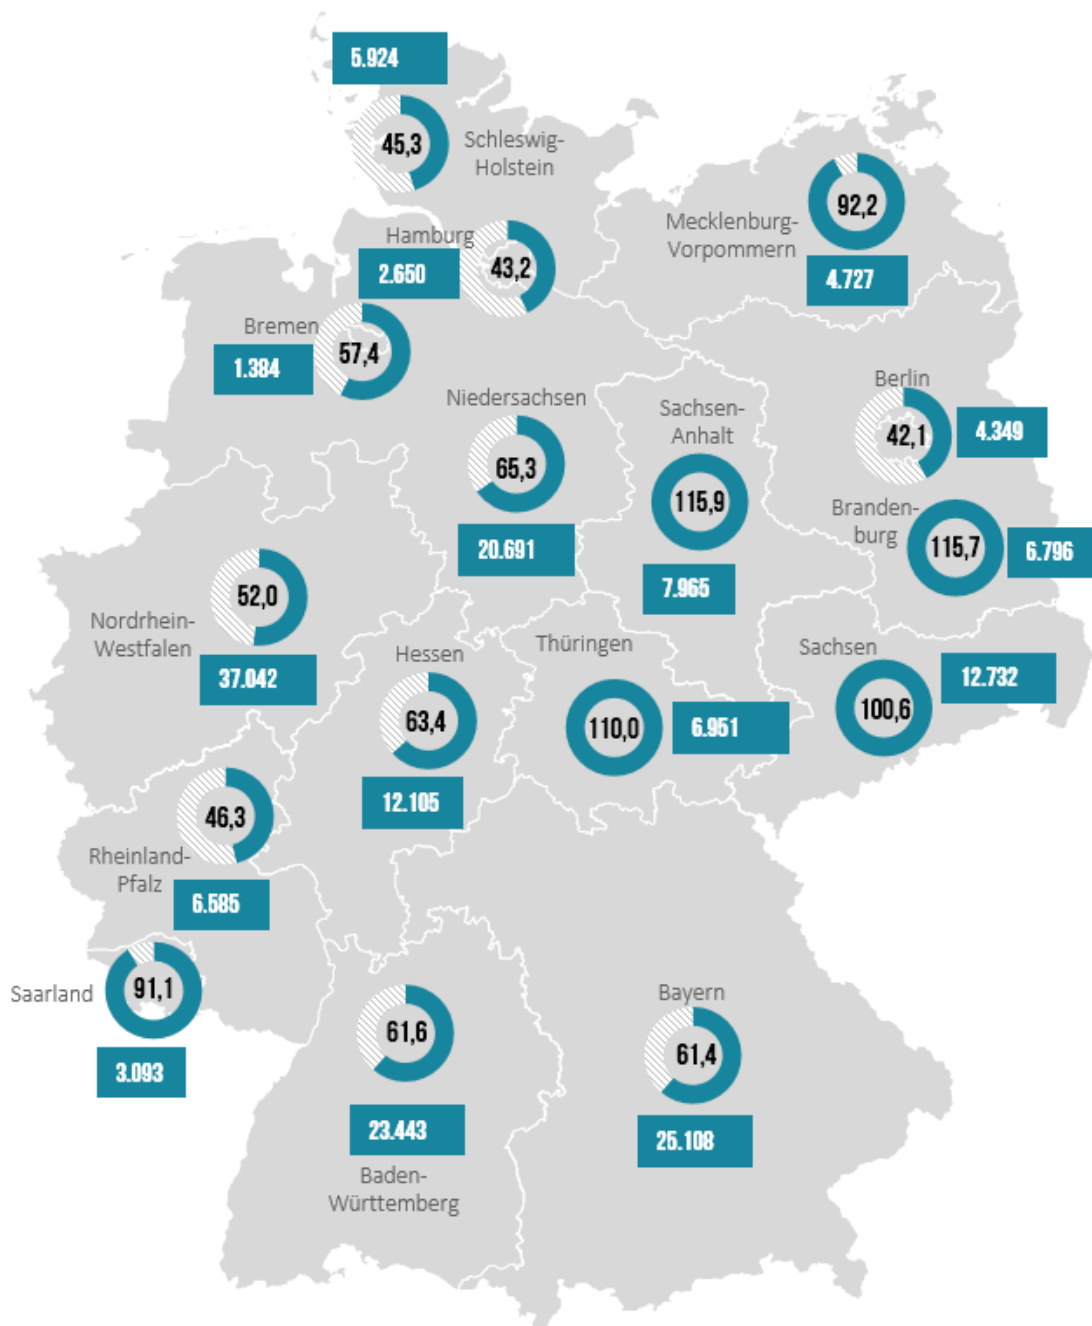 5.924
45,3
Schleswig-
Holstein
92,2
Mecklenburg-
Vorpommern
4.727
Hamburg
2.650
43,2
Bremen
1.384
57,4
Niedersachsen
65,3
20.691
Sachsen-
Anhalt
115,9
7.965
Berlin
42,1
4.349
Branden-
burg
115,7
6.796
52,0
Nordrhein-
Westfalen
37.042
Hessen
63,4
12.105
Thüringen
110,0
6.951
Sachsen
100,6
12.732
46,3
Rheinland-
Pfalz
6.585
Saarland
91,1
3.093
61,6
23.443
Baden-
Württemberg
Bayern
61,4
25.108